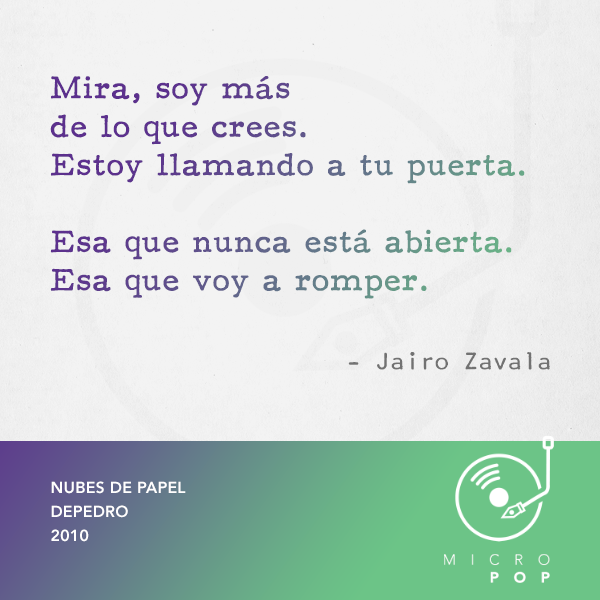 Mira, soy más
de lo que crees.
Estoy llamando a tu puerta.
Esa que nunca está abierta.
Esa que voy a romper.
– Jairo Zavala
NUBES DE PAPEL
DEPEDRO
2010
MICRO
POP